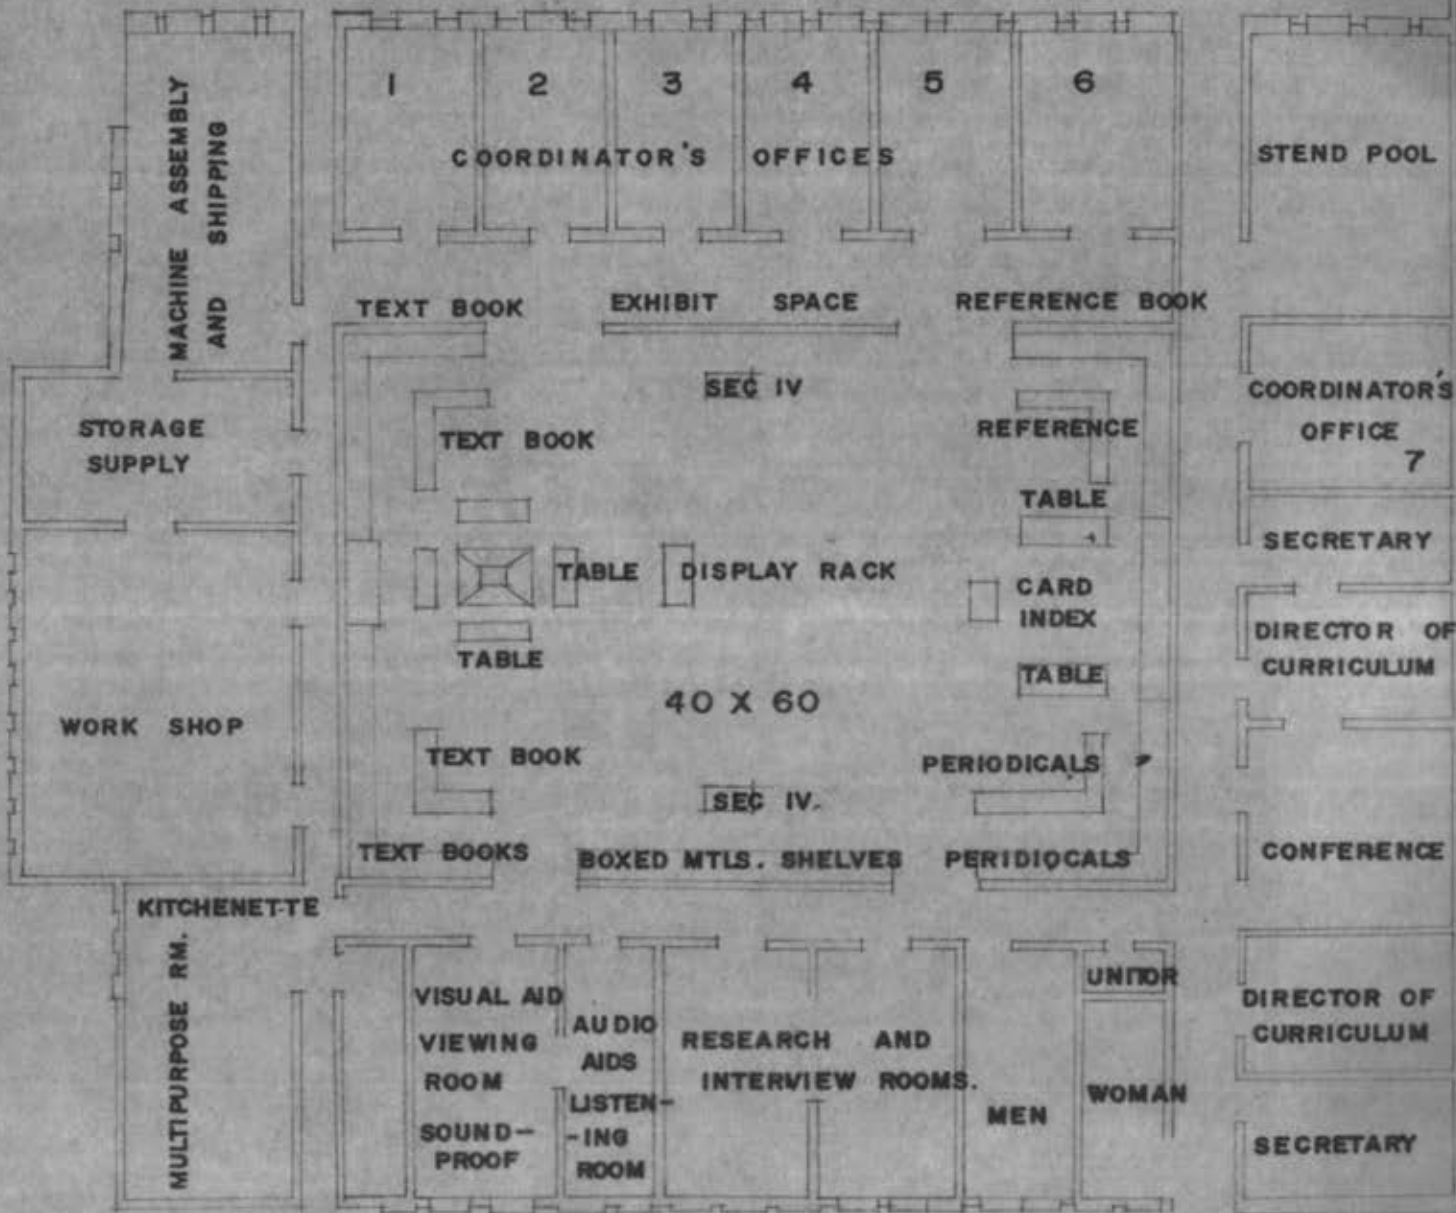 MACHINE ASSEMBLY
AND SHIPPING
1 2 3 4 5 6
COORDINATOR'S OFFICES
STEND POOL
TEXT BOOK
EXHIBIT SPACE
REFERENCE BOOK
SEC IV
COORDINATOR'S
OFFICE
7
STORAGE
SUPPLY
TEXT BOOK
REFERENCE
TABLE
SECRETARY
TABLE
DISPLAY RACK
CARD
INDEX
TABLE
DIRECTOR OF
CURRICULUM
TABLE
40 X 60
WORK SHOP
TEXT BOOK
PERIODICALS
SEC IV.
TEXT BOOKS
BOXED MTLS. SHELVES
PERIDIOCALS
CONFERENCE
KITCHENETTE
MULTIPURPOSE RM.
VISUAL AID
VIEWING
ROOM
SOUND-
PROOF
AUDIO
AIDS
LISTEN-
-ING
ROOM
RESEARCH AND
INTERVIEW ROOMS.
MEN
UNITOR
WOMAN
DIRECTOR OF
CURRICULUM
SECRETARY